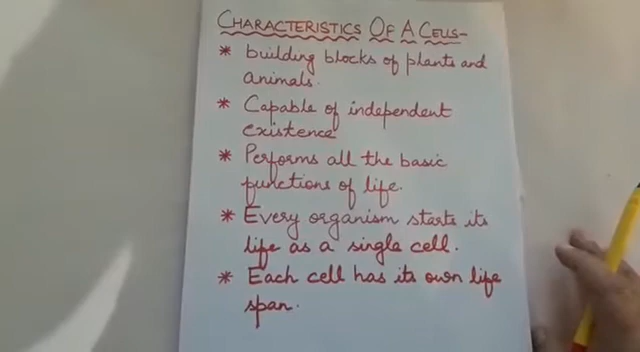 CHARACTERISTICS OF A CELLS-
* building blocks of plants and
animals.
* Capable of independent
existence
* Performs all the basic
functions of life.
* Every organism starts its
life as a single cell.
* Each cell has its own life
span.